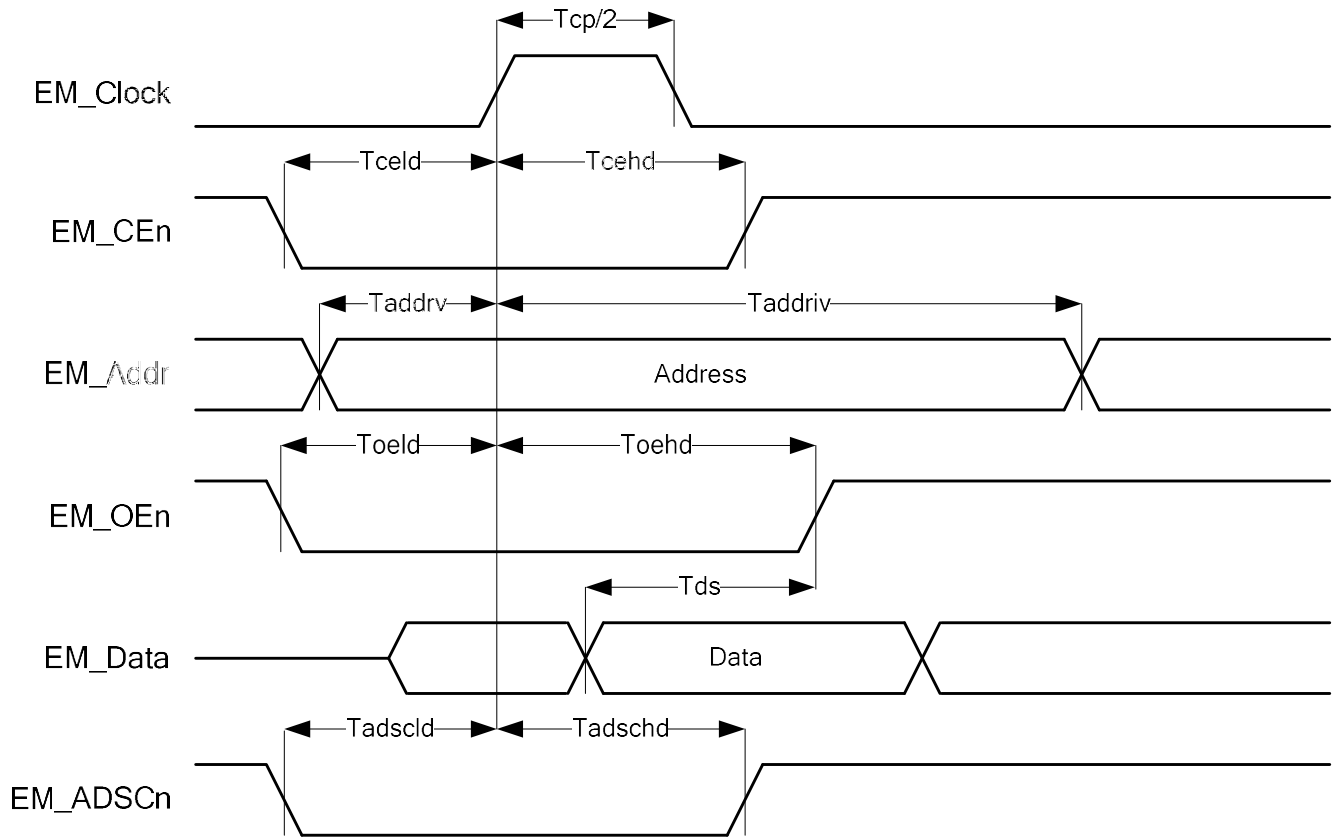 Tcp/2
EM_Clock
Tceld
Tcehd
EM_CEn
Taddrv
Taddriv
EM_Addr
Address
Toeld
Toehd
EM_OEn
Tds
EM_Data
Data
Tadscld
Tadschd
EM_ADSCn